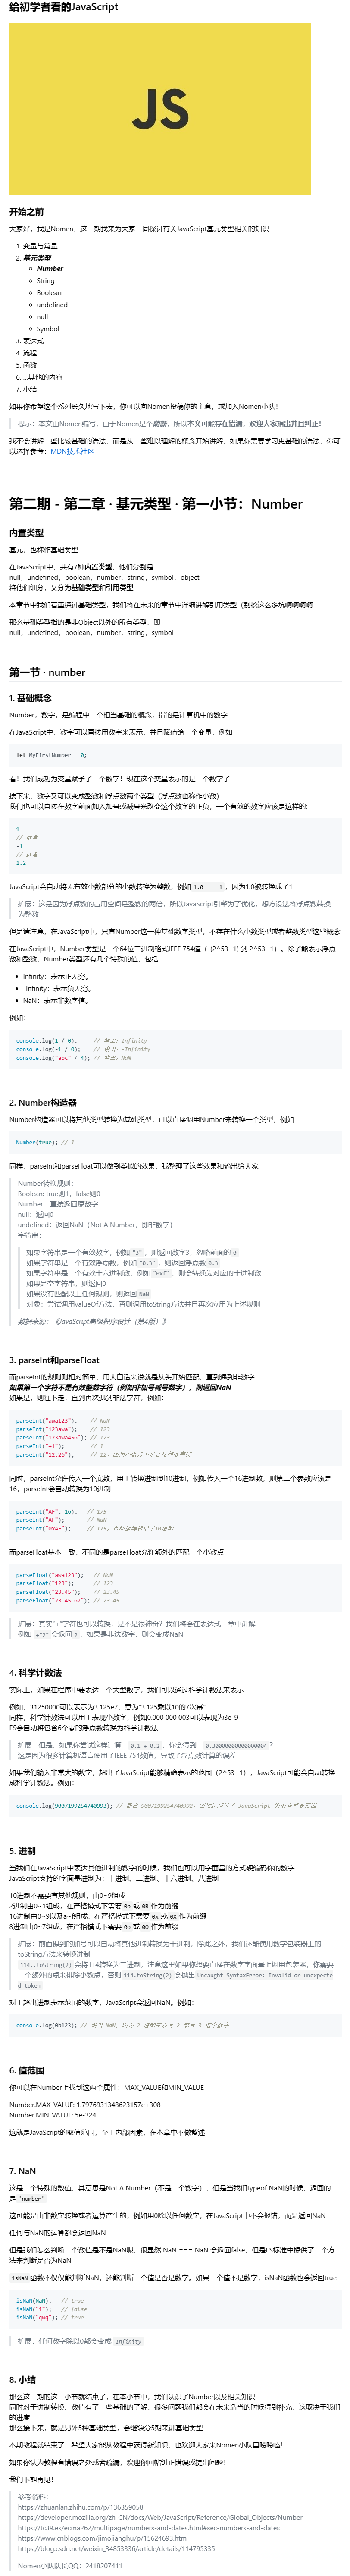 给初学者看的JavaScript
JS
开始之前
大家好，我是Nomen，这一期我来为大家一同探讨有关JavaScript基元类型相关的知识
1. 变量与常量
2. 基元类型
Number
String
Boolean
undefined
null
Symbol
3. 表达式
4. 流程
5. 函数
6. ...其他的内容
7. 小结
如果你希望这个系列长久地写下去，你可以向Nomen投稿你的主意，或加入Nomen小队！
提示：本文由Nomen编写，由于Nomen是个蒟蒻，所以本文可能存在错漏，欢迎大家指出并且纠正！
我不会讲解一些比较基础的语法，而是从一些难以理解的概念开始讲解，如果你需要学习更基础的语法，你可
以选择参考：MDN技术社区
第二期 - 第二章 · 基元类型 · 第一小节：Number
内置类型
基元，也称作基础类型
在JavaScript中，共有7种内置类型，他们分别是
null，undefined，boolean，number，string，symbol，object
将他们细分，又分为基础类型和引用类型
本章节中我们着重探讨基础类型，我们将在未来的章节中详细讲解引用类型（别挖这么多坑啊啊啊啊
那么基础类型指的是非Object以外的所有类型，即
null，undefined，boolean，number，string，symbol
第一节 · number
1. 基础概念
Number，数字，是编程中一个相当基础的概念，指的是计算机中的数字
在JavaScript中，数字可以直接用数字来表示，并且赋值给一个变量，例如
let MyFirstNumber = 0;
看！我们成功为变量赋予了一个数字！现在这个变量表示的是一个数字了
接下来，数字又可以变成整数和浮点数两个类型（浮点数也称作小数）
我们也可以直接在数字前面加入加号或减号来改变这个数字的正负，一个有效的数字应该是这样的:
1
// 或者
-1
// 或者
1.2
JavaScript会自动将无有效小数部分的小数转换为整数，例如 1.0 === 1 ，因为1.0被转换成了1
扩展：这是因为浮点数的占用空间是整数的两倍，所以JavaScript引擎为了优化，想方设法将浮点数转换
为整数
但是请注意，在JavaScript中，只有Number这一种基础数字类型，不存在什么小数类型或者整数类型这些概念
在JavaScript中，Number类型是一个64位二进制格式IEEE 754值（-(2^53 -1) 到 2^53 -1）。除了能表示浮点
数和整数，Number类型还有几个特殊的值，包括：
Infinity：表示正无穷。
-Infinity：表示负无穷。
NaN：表示非数字值。
例如：
console.log(1 / 0); // 输出：Infinity
console.log(-1 / 0); // 输出：-Infinity
console.log("abc" / 4); // 输出：NaN
2. Number构造器
Number构造器可以将其他类型转换为基础类型，可以直接调用Number来转换一个类型，例如
Number(true); // 1
同样，parseInt和parseFloat可以做到类似的效果，我整理了这些效果和输出给大家
Number转换规则：
Boolean: true则1，false则0
Number：直接返回原数字
null：返回0
undefined：返回NaN（Not A Number，即非数字）
字符串：
如果字符串是一个有效数字，例如 "3" ，则返回数字3，忽略前面的 0
如果字符串是一个有效浮点数，例如 "0.3" ，则返回浮点数 0.3
如果字符串是一个有效十六进制数，例如 "0xf" ，则会转换为对应的十进制数
如果是空字符串，则返回0
如果没有匹配以上任何规则，则返回 NaN
对象：尝试调用valueOf方法，否则调用toString方法并且再次应用为上述规则
数据来源：《JavaScript高级程序设计（第4版）》
3. parseInt和parseFloat
而parseInt的规则则相对简单，用大白话来说就是从头开始匹配，直到遇到非数字
如果第一个字符不是有效整数字符（例如非加号减号数字），则返回NaN
如果是，则往下走，直到再次遇到非法字符，例如：
parseInt("awa123"); // NaN
parseInt("123awa"); // 123
parseInt("123awa456"); // 123
parseInt("+1"); // 1
parseInt("12.26"); // 12，因为小数点不是合法整数字符
同时，parseInt允许传入一个底数，用于转换进制到10进制，例如传入一个16进制数，则第二个参数应该是
16，parseInt会自动转换为10进制
parseInt("AF", 16); // 175
parseInt("AF"); // NaN
parseInt("0xAF"); // 175，自动被解析成了16进制
而parseFloat基本一致，不同的是parseFloat允许额外的匹配一个小数点
parseFloat("awa123"); // NaN
parseFloat("123"); // 123
parseFloat("23.45"); // 23.45
parseFloat("23.45.67"); // 23.45
扩展：其实"+"字符也可以转换，是不是很神奇？我们将会在表达式一章中讲解
例如 +"2" 会返回 2 ，如果是非法数字，则会变成NaN
4. 科学计数法
实际上，如果在程序中要表达一个大型数字，我们可以通过科学计数法来表示
例如，31250000可以表示为3.125e7，意为"3.125乘以10的7次幂"
同样，科学计数法可以用于表现小数字，例如0.000 000 003可以表现为3e-9
ES会自动将包含6个零的浮点数转换为科学计数法
扩展：但是，如果你尝试这样计算： 0.1 + 0.2 ，你会得到： 0.30000000000000004 ？
这是因为很多计算机语言使用了IEEE 754数值，导致了浮点数计算的误差
如果我们输入非常大的数字，超出了JavaScript能够精确表示的范围（2^53 -1），JavaScript可能会自动转换
成科学计数法。例如：
console.log(9007199254740993); // 输出 9007199254740992，因为这超过了 JavaScript 的安全整数范围
5. 进制
当我们在JavaScript中表达其他进制的数字的时候，我们也可以用字面量的方式硬编码你的数字
JavaScript支持的字面量进制为：十进制、二进制、十六进制、八进制
10进制不需要有其他规则，由0~9组成
2进制由0~1组成，在严格模式下需要 0b 或 0B 作为前缀
16进制由0~9以及a~f组成，在严格模式下需要 0x 或 0X 作为前缀
8进制由0~7组成，在严格模式下需要 0o 或 0O 作为前缀
扩展：前面提到的加号可以自动将其他进制转换为十进制，除此之外，我们还能使用数字包装器上的
toString方法来转换进制
114..toString(2) 会将114转换为二进制，注意这里如果你想要直接在数字字面量上调用包装器，你需要
一个额外的点来排除小数点，否则 114.toString(2) 会抛出 Uncaught SyntaxError: Invalid or unexpecte
d token
对于超出进制表示范围的数字，JavaScript会返回NaN。例如：
console.log(0b123); // 输出 NaN，因为 2 进制中没有 2 或者 3 这个数字
6. 值范围
你可以在Number上找到这两个属性：MAX_VALUE和MIN_VALUE
Number.MAX_VALUE: 1.7976931348623157e+308
Number.MIN_VALUE: 5e-324
这就是JavaScript的取值范围，至于内部因素，在本章中不做赘述
7. NaN
这是一个特殊的数值，其意思是Not A Number（不是一个数字），但是当我们typeof NaN的时候，返回的
是 'number'
这可能是由非数字转换或者运算产生的，例如用0除以任何数字，在JavaScript中不会报错，而是返回NaN
任何与NaN的运算都会返回NaN
但是我们怎么判断一个数值是不是NaN呢，很显然 NaN === NaN 会返回false，但是ES标准中提供了一个方
法来判断是否为NaN
isNaN 函数不仅仅能判断NaN，还能判断一个值是否是数字。如果一个值不是数字，isNaN函数也会返回true
isNaN(NaN); // true
isNaN("1"); // false
isNaN("qwq"); // true
扩展：任何数字除以0都会变成 Infinity
8. 小结
那么这一期的这一小节就结束了，在本小节中，我们认识了Number以及相关知识
同时对于进制转换、数值有了一些基础的了解，很多问题我们都会在未来适当的时候得到补充，这取决于我们
的进度
那么接下来，就是另外5种基础类型，会继续分5期来讲基础类型
本期教程就结束了，希望大家能从教程中获得新知识，也欢迎大家来Nomen小队里唠唠嗑！
如果你认为教程有错误之处或者疏漏，欢迎你回帖纠正错误或提出问题！
我们下期再见！
参考资料：
https://zhuanlan.zhihu.com/p/136359058
https://developer.mozilla.org/zh-CN/docs/Web/JavaScript/Reference/Global_Objects/Number
https://tc39.es/ecma262/multipage/numbers-and-dates.html#sec-numbers-and-dates
https://www.cnblogs.com/jimojianghu/p/15624693.htm
https://blog.csdn.net/weixin_34853336/article/details/114795335
Nomen小队队长QQ：2418207411